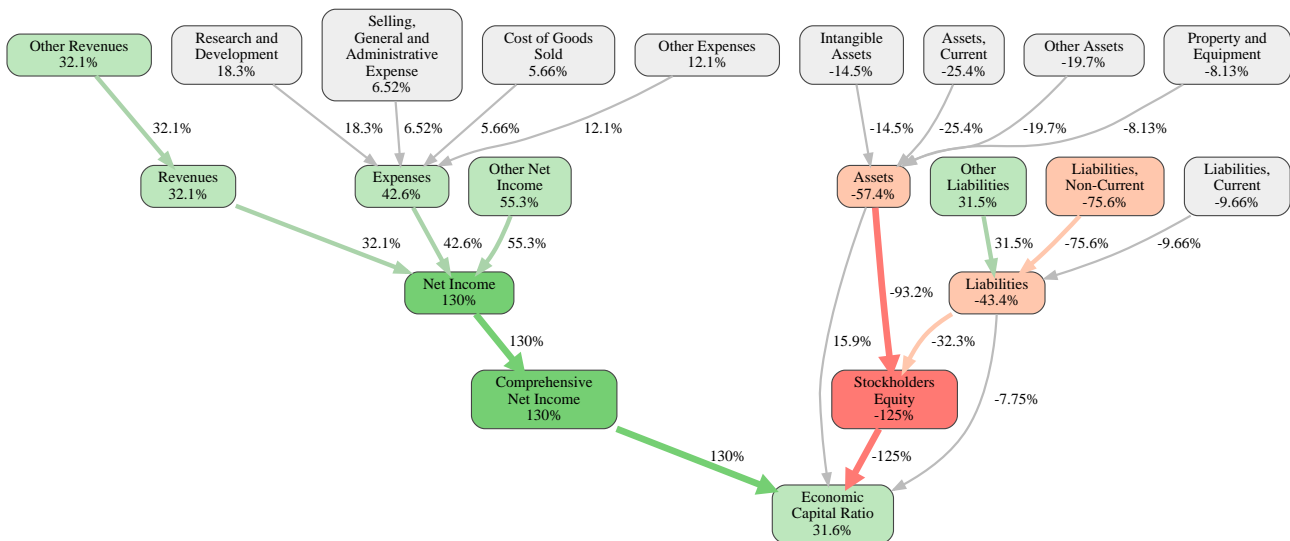 Other Revenues
32.1%
Research and
Development
18.3%
Selling,
General and
Administrative
Expense
6.52%
Cost of Goods
Sold
5.66%
Other Expenses
12.1%
Intangible
Assets
-14.5%
Assets,
Current
-25.4%
Other Assets
-19.7%
Property and
Equipment
-8.13%
32.1%
18.3%
6.52%
5.66%
12.1%
-14.5%
-25.4%
-19.7%
-8.13%
Revenues
32.1%
Expenses
42.6%
Other Net
Income
55.3%
Assets
-57.4%
Other
Liabilities
31.5%
Liabilities,
Non-Current
-75.6%
Liabilities,
Current
-9.66%
32.1%
42.6%
55.3%
31.5%
-75.6%
-9.66%
Net Income
130%
-93.2%
Liabilities
-43.4%
130%
15.9%
-32.3%
Comprehensive
Net Income
130%
Stockholders
Equity
-125%
-7.75%
130%
-125%
Economic
Capital Ratio
31.6%